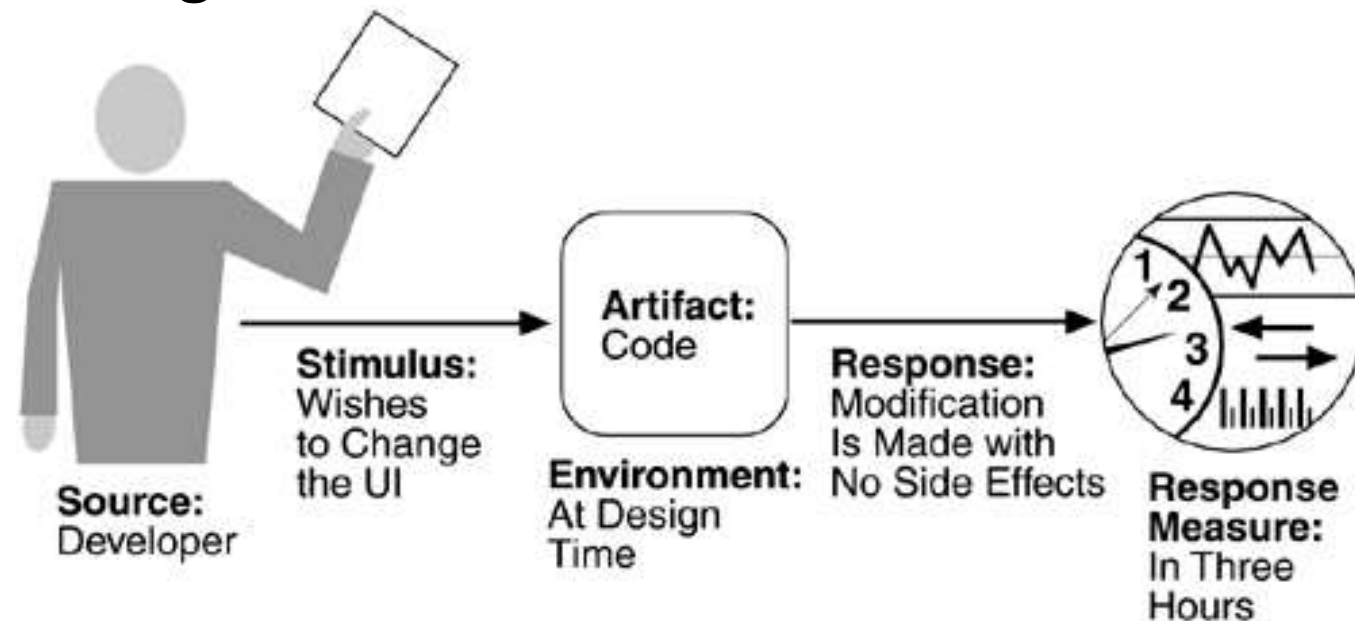 1
2
3
4
Artifact:
Code
Stimulus:
Wishes
to Change
the UI
Response:
Modification
Is Made with
No Side Effects
Environment:
At Design
Time
Source:
Developer
Response
Measure:
In Three
Hours